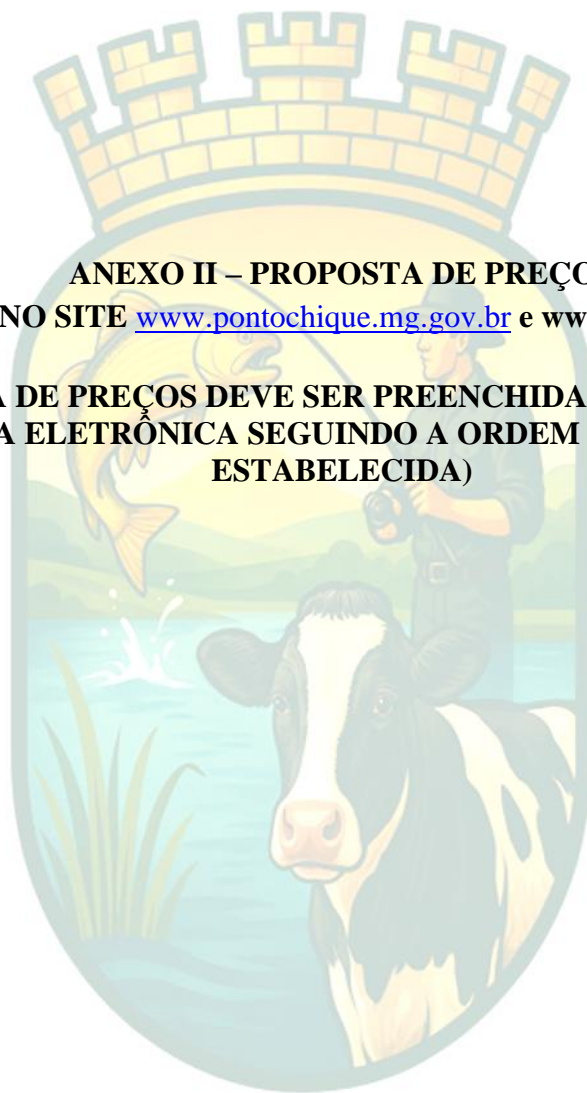 ANEXO II – PROPOSTA DE PREÇO
NO SITE www.pontochique.mg.gov.br e ww
DE PREÇOS DEVE SER PREENCHIDA
A ELETRÔNICA SEGUINDO A ORDEM
ESTABELECIDA)